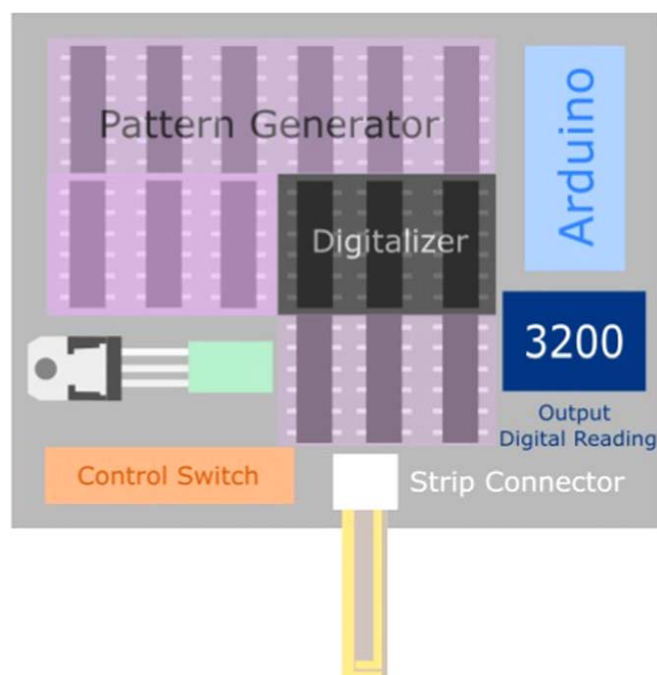 Pattern Generator
Arduino
Digitalizer
3200
Output
Digital Reading
Control Switch
Strip Connector